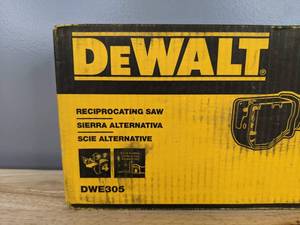 DEWALT®
RECIPROCATING SAW
SIERRA ALTERNATIVA
SCIE ALTERNATIVE
DWE305